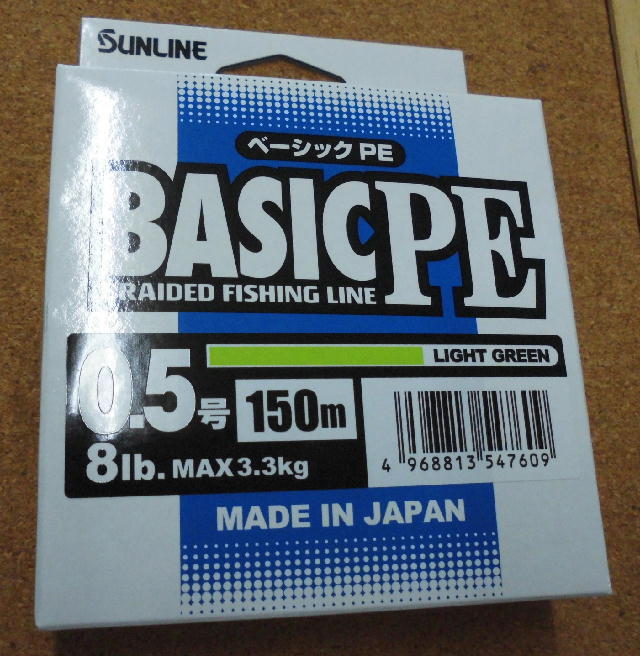 SUNLINE
ベーシック PE
BASIC PE
BRAIDED FISHING LINE
LIGHT GREEN
0.5号
150m
8lb. MAX 3.3kg
4 968813 547609
MADE IN JAPAN